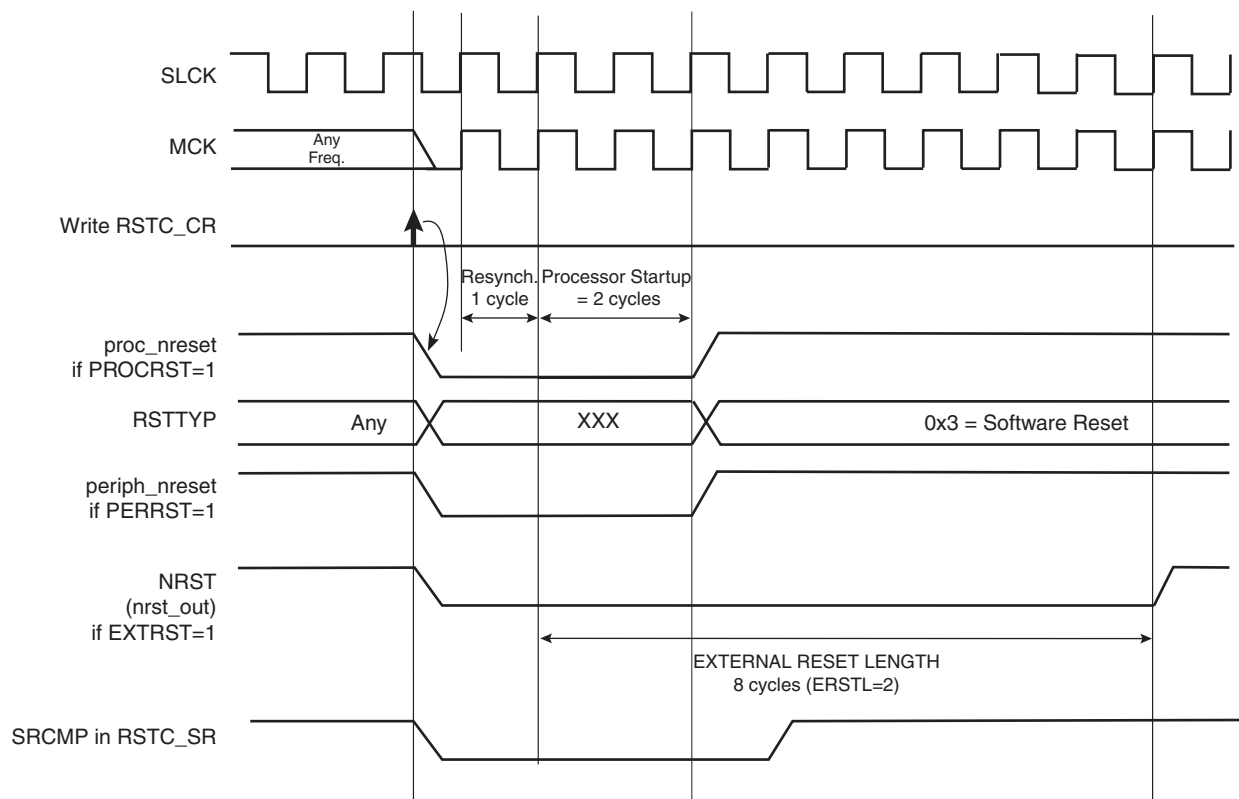 SLCK
MCK
Any
Freq.
Write RSTC_CR
Resynch.
1 cycle
Processor Startup
= 2 cycles
proc_nreset
if PROCRST=1
RSTTYP
Any
XXX
0x3 = Software Reset
periph_nreset
if PERRST=1
NRST
(nrst_out)
if EXTRST=1
EXTERNAL RESET LENGTH
8 cycles (ERSTL=2)
SRCMP in RSTC_SR